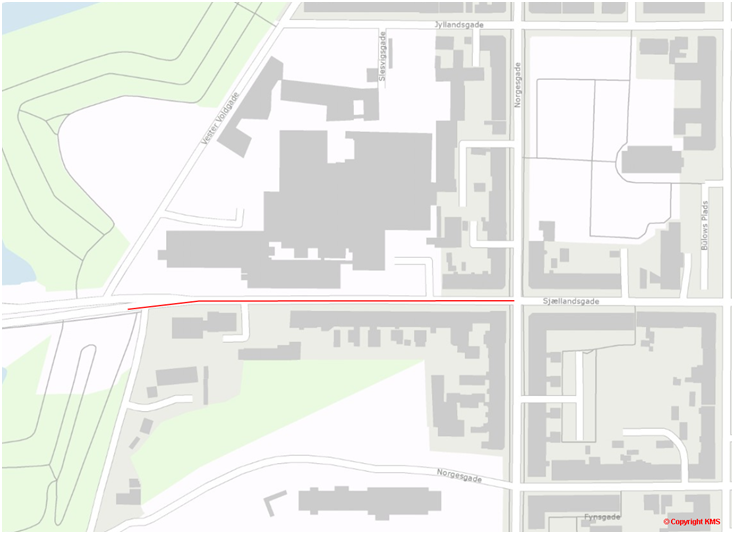 Jyllandsgade
Slesvigsgade
Norgesgade
Vester Voldgade
Bülows Plads
Sjællandsgade
Norgesgade
Fynsgade
© Copyright KMS